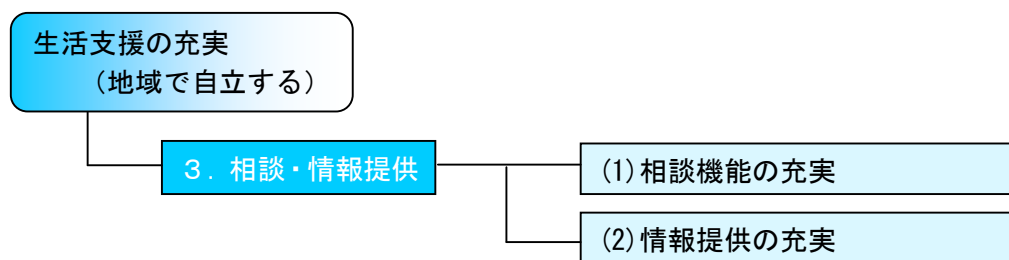 生活支援の充実
（地域で自立する）
３．相談・情報提供
(1)相談機能の充実
(2)情報提供の充実